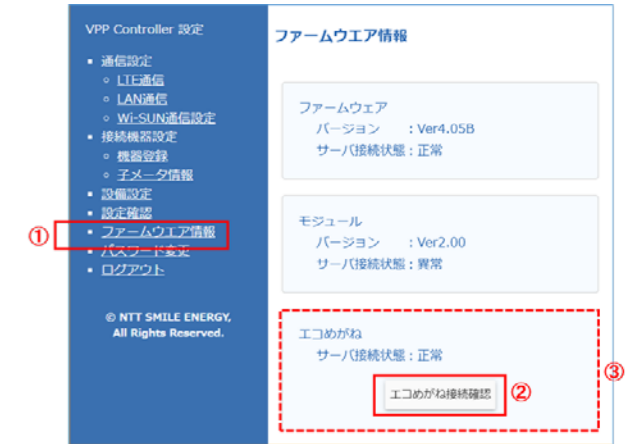 VPP Controller 設定
▪ 通信設定
◦ LTE通信
◦ LAN通信
◦ Wi-SUN通信設定
▪ 接続機器設定
◦ 機器登録
◦ 子メータ情報
▪ 設備設定
▪ 設定確認
① ▪ ファームウエア情報
▪ パスワード変更
▪ ログアウト
© NTT SMILE ENERGY,
All Rights Reserved.
ファームウエア情報
ファームウェア
バージョン : Ver4.05B
サーバ接続状態 : 正常
モジュール
バージョン : Ver2.00
サーバ接続状態 : 異常
エコめがね
サーバ接続状態 : 正常
エコめがね接続確認 ②
③